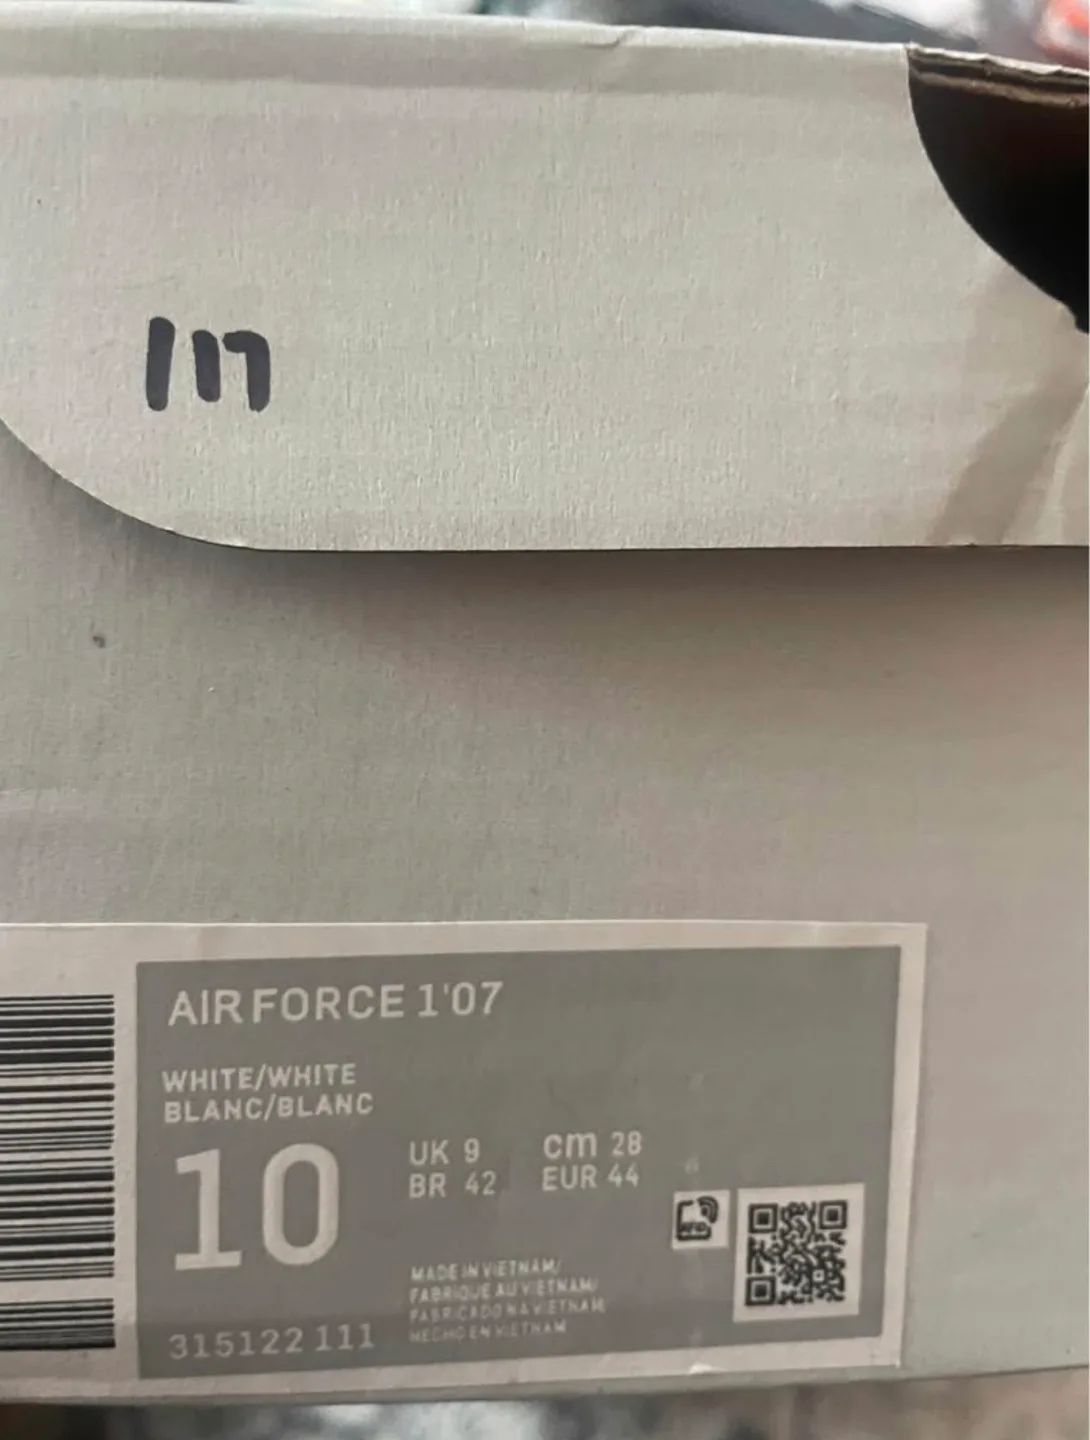 117
AIR FORCE 1'07
WHITE/WHITE
BLANC/BLANC
10
UK 9 cm 28
BR 42 EUR 44
MADE IN VIETNAM/
FABRIQUE AU VIETNAM/
FABRICADO NA VIETNAM/
HECHO EN VIETNAM
315122 111